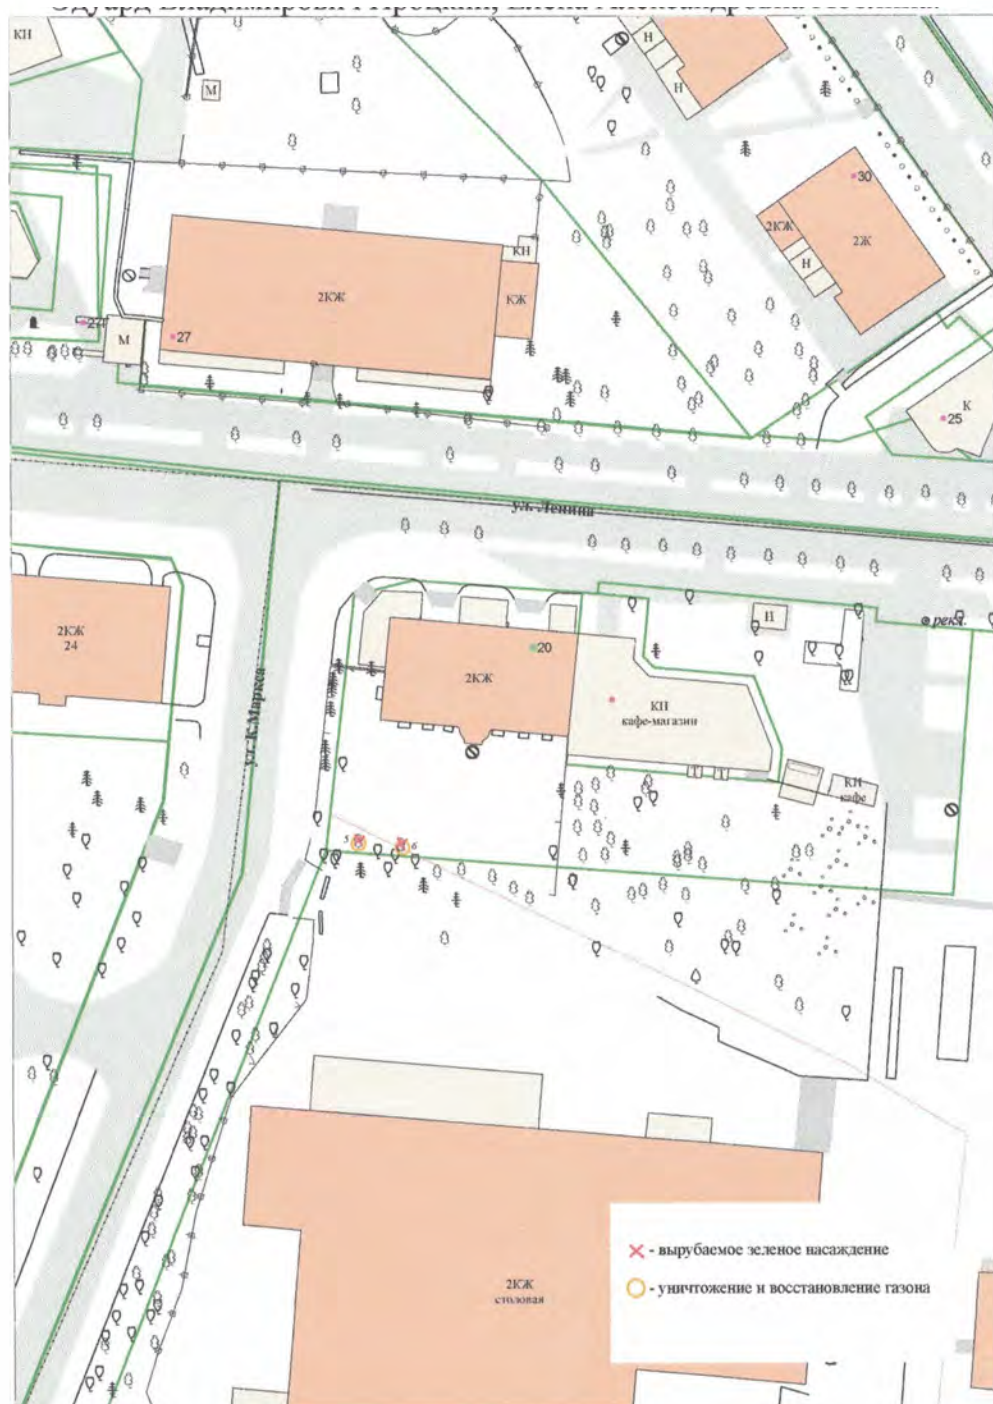 КН
М
Н
Н
30
2КЖ
2Ж
Н
КН
2КЖ
КЖ
27
М
К
25
ул. Ленина
2КЖ
24
Н
рекл.
20
2КЖ
ул. К.Маркса
КН
кафе-магазин
Т
Т
КН
кафе
5
6
2КЖ
столовая
- вырубаемое зеленое насаждение
- уничтожение и восстановление газона